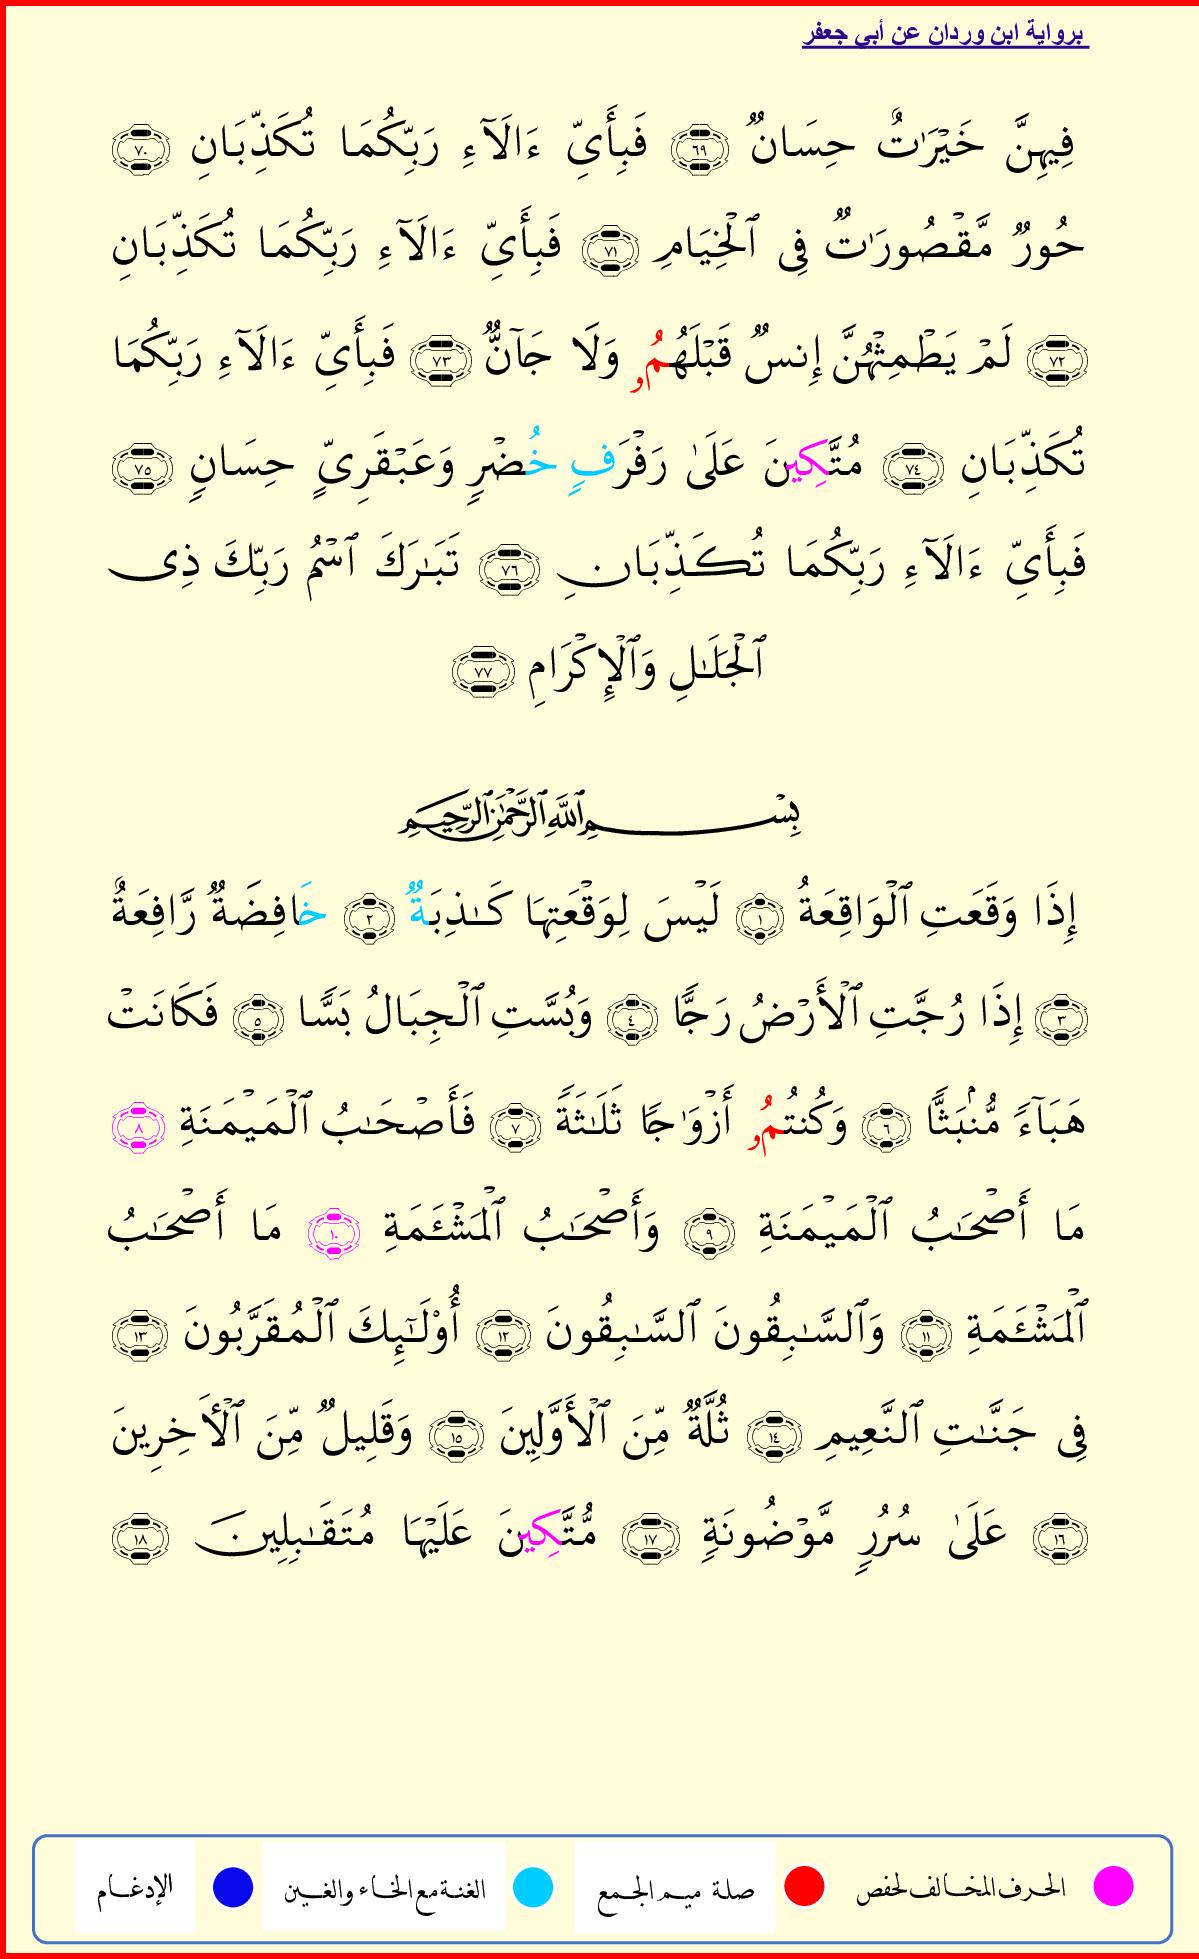 برواية ابن وردان عن أبي جعفر
فِيهِنَّ خَيْرَٰتٌ حِسَانٌ ٦٩ فَبِأَيِّ ءَالَآءِ رَبِّكُمَا تُكَذِّبَانِ ٧٠
حُورٌ مَّقْصُورَٰتٌ فِى ٱلْخِيَامِ ٧١ فَبِأَيِّ ءَالَآءِ رَبِّكُمَا تُكَذِّبَانِ
٧٢ لَمْ يَطْمِثْهُنَّ إِنسٌ قَبْلَهُمُۥ وَلَا جَآنٌّ ٧٣ فَبِأَيِّ ءَالَآءِ رَبِّكُمَا
تُكَذِّبَانِ ٧٤ مُتَّكِينَ عَلَىٰ رَفْرَفٍ خُضْرٍ وَعَبْقَرِىٍّ حِسَانٍ ٧٥
فَبِأَيِّ ءَالَآءِ رَبِّكُمَا تُكَذِّبَانِ ٧٦ تَبَـٰرَكَ ٱسْمُ رَبِّكَ ذِى
ٱلْجَلَـٰلِ وَٱلْإِكْرَامِ ٧٧
بِسْمِ ٱللَّهِ ٱلرَّحْمَـٰنِ ٱلرَّحِيمِ
إِذَا وَقَعَتِ ٱلْوَاقِعَةُ ١ لَيْسَ لِوَقْعَتِهَا كَـٰذِبَةٌ ٢ خَافِضَةٌ رَّافِعَةٌ
٣ إِذَا رُجَّتِ ٱلْأَرْضُ رَجًّا ٤ وَبُسَّتِ ٱلْجِبَالُ بَسًّا ٥ فَكَانَتْ
هَبَآءً مُّنۢبَثًّا ٦ وَكُنتُمُۥ أَزْوَٰجًا ثَلَـٰثَةً ٧ فَأَصْحَـٰبُ ٱلْمَيْمَنَةِ ٨
مَا أَصْحَـٰبُ ٱلْمَيْمَنَةِ ٩ وَأَصْحَـٰبُ ٱلْمَشْـَٔمَةِ ١٠ مَا أَصْحَـٰبُ
ٱلْمَشْـَٔمَةِ ١١ وَٱلسَّـٰبِقُونَ ٱلسَّـٰبِقُونَ ١٢ أُوْلَـٰٓئِكَ ٱلْمُقَرَّبُونَ ١٣
فِى جَنَّـٰتِ ٱلنَّعِيمِ ١٤ ثُلَّةٌ مِّنَ ٱلْأَوَّلِينَ ١٥ وَقَلِيلٌ مِّنَ ٱلْأَخِرِينَ
١٦ عَلَىٰ سُرُرٍ مَّوْضُونَةٍ ١٧ مُّتَّكِينَ عَلَيْهَا مُتَقَـٰبِلِينَ ١٨
الحرف المخالف لحفص صلة ميم الجمع الغنة مع الخاء والغين الإدغام